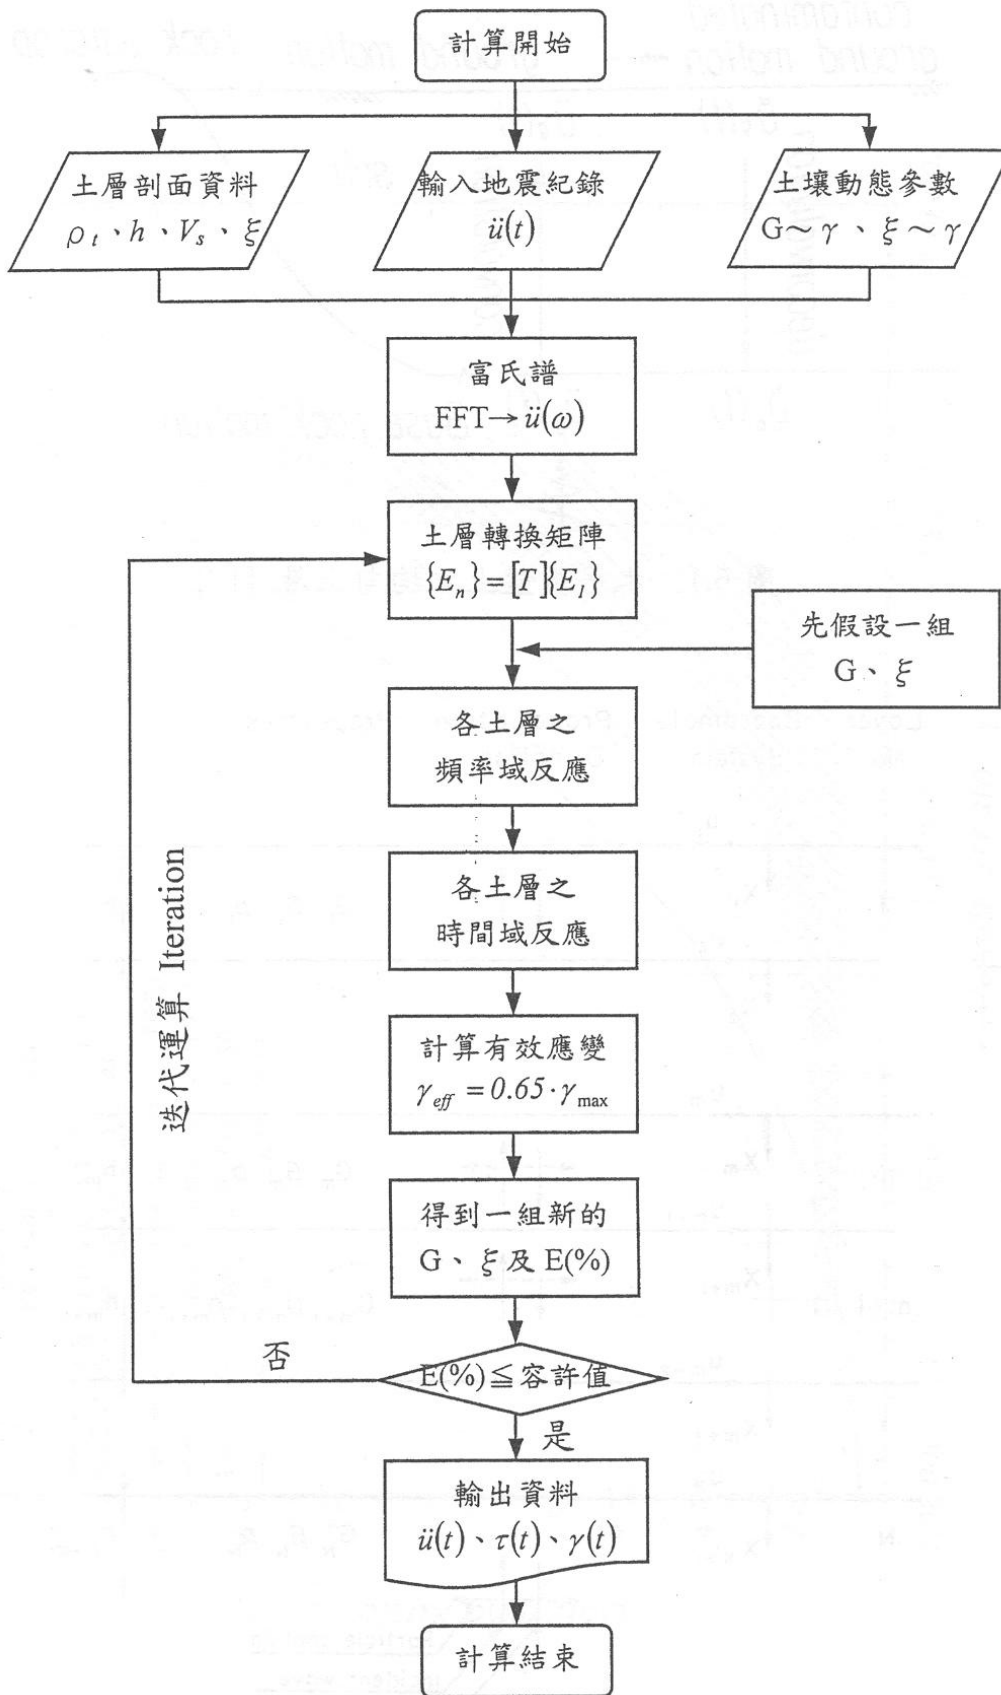 計算開始
土層剖面資料
ρt、h、Vs、ξ
輸入地震紀錄
ü(t)
土壤動態參數
G～γ、ξ～γ
富氏譜
FFT→ü(ω)
土層轉換矩陣
{En}=[T]{E1}
先假設一組
G、ξ
各土層之
頻率域反應
各土層之
時間域反應
計算有效應變
γeff=0.65·γmax
得到一組新的
G、ξ及E(%)
E(%)≦容許值
否
是
迭代運算 Iteration
輸出資料
ü(t)、τ(t)、γ(t)
計算結束